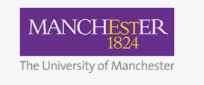 MANCHESTER
1824
The University of Manchester